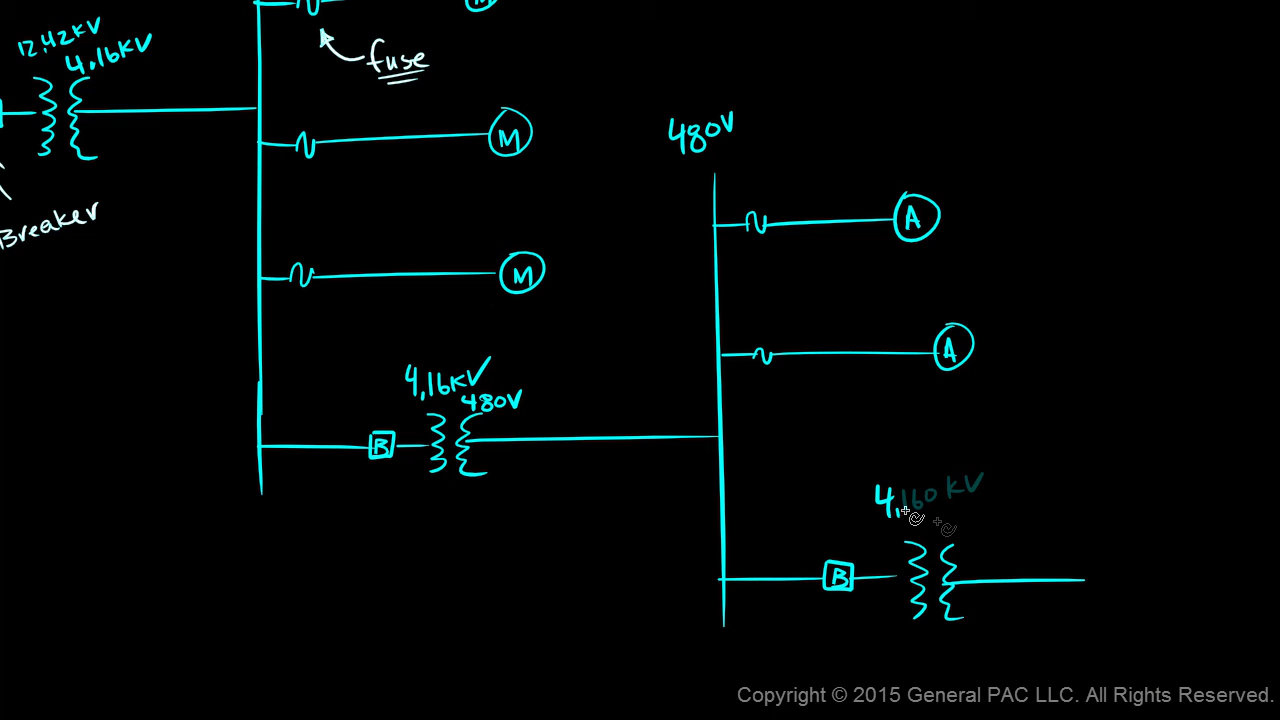 12.42KV
4.16KV
fuse
M
M
M
Breaker
480V
A
A
4.16KV
480V
B
4.160 KV
B
Copyright © 2015 General PAC LLC. All Rights Reserved.